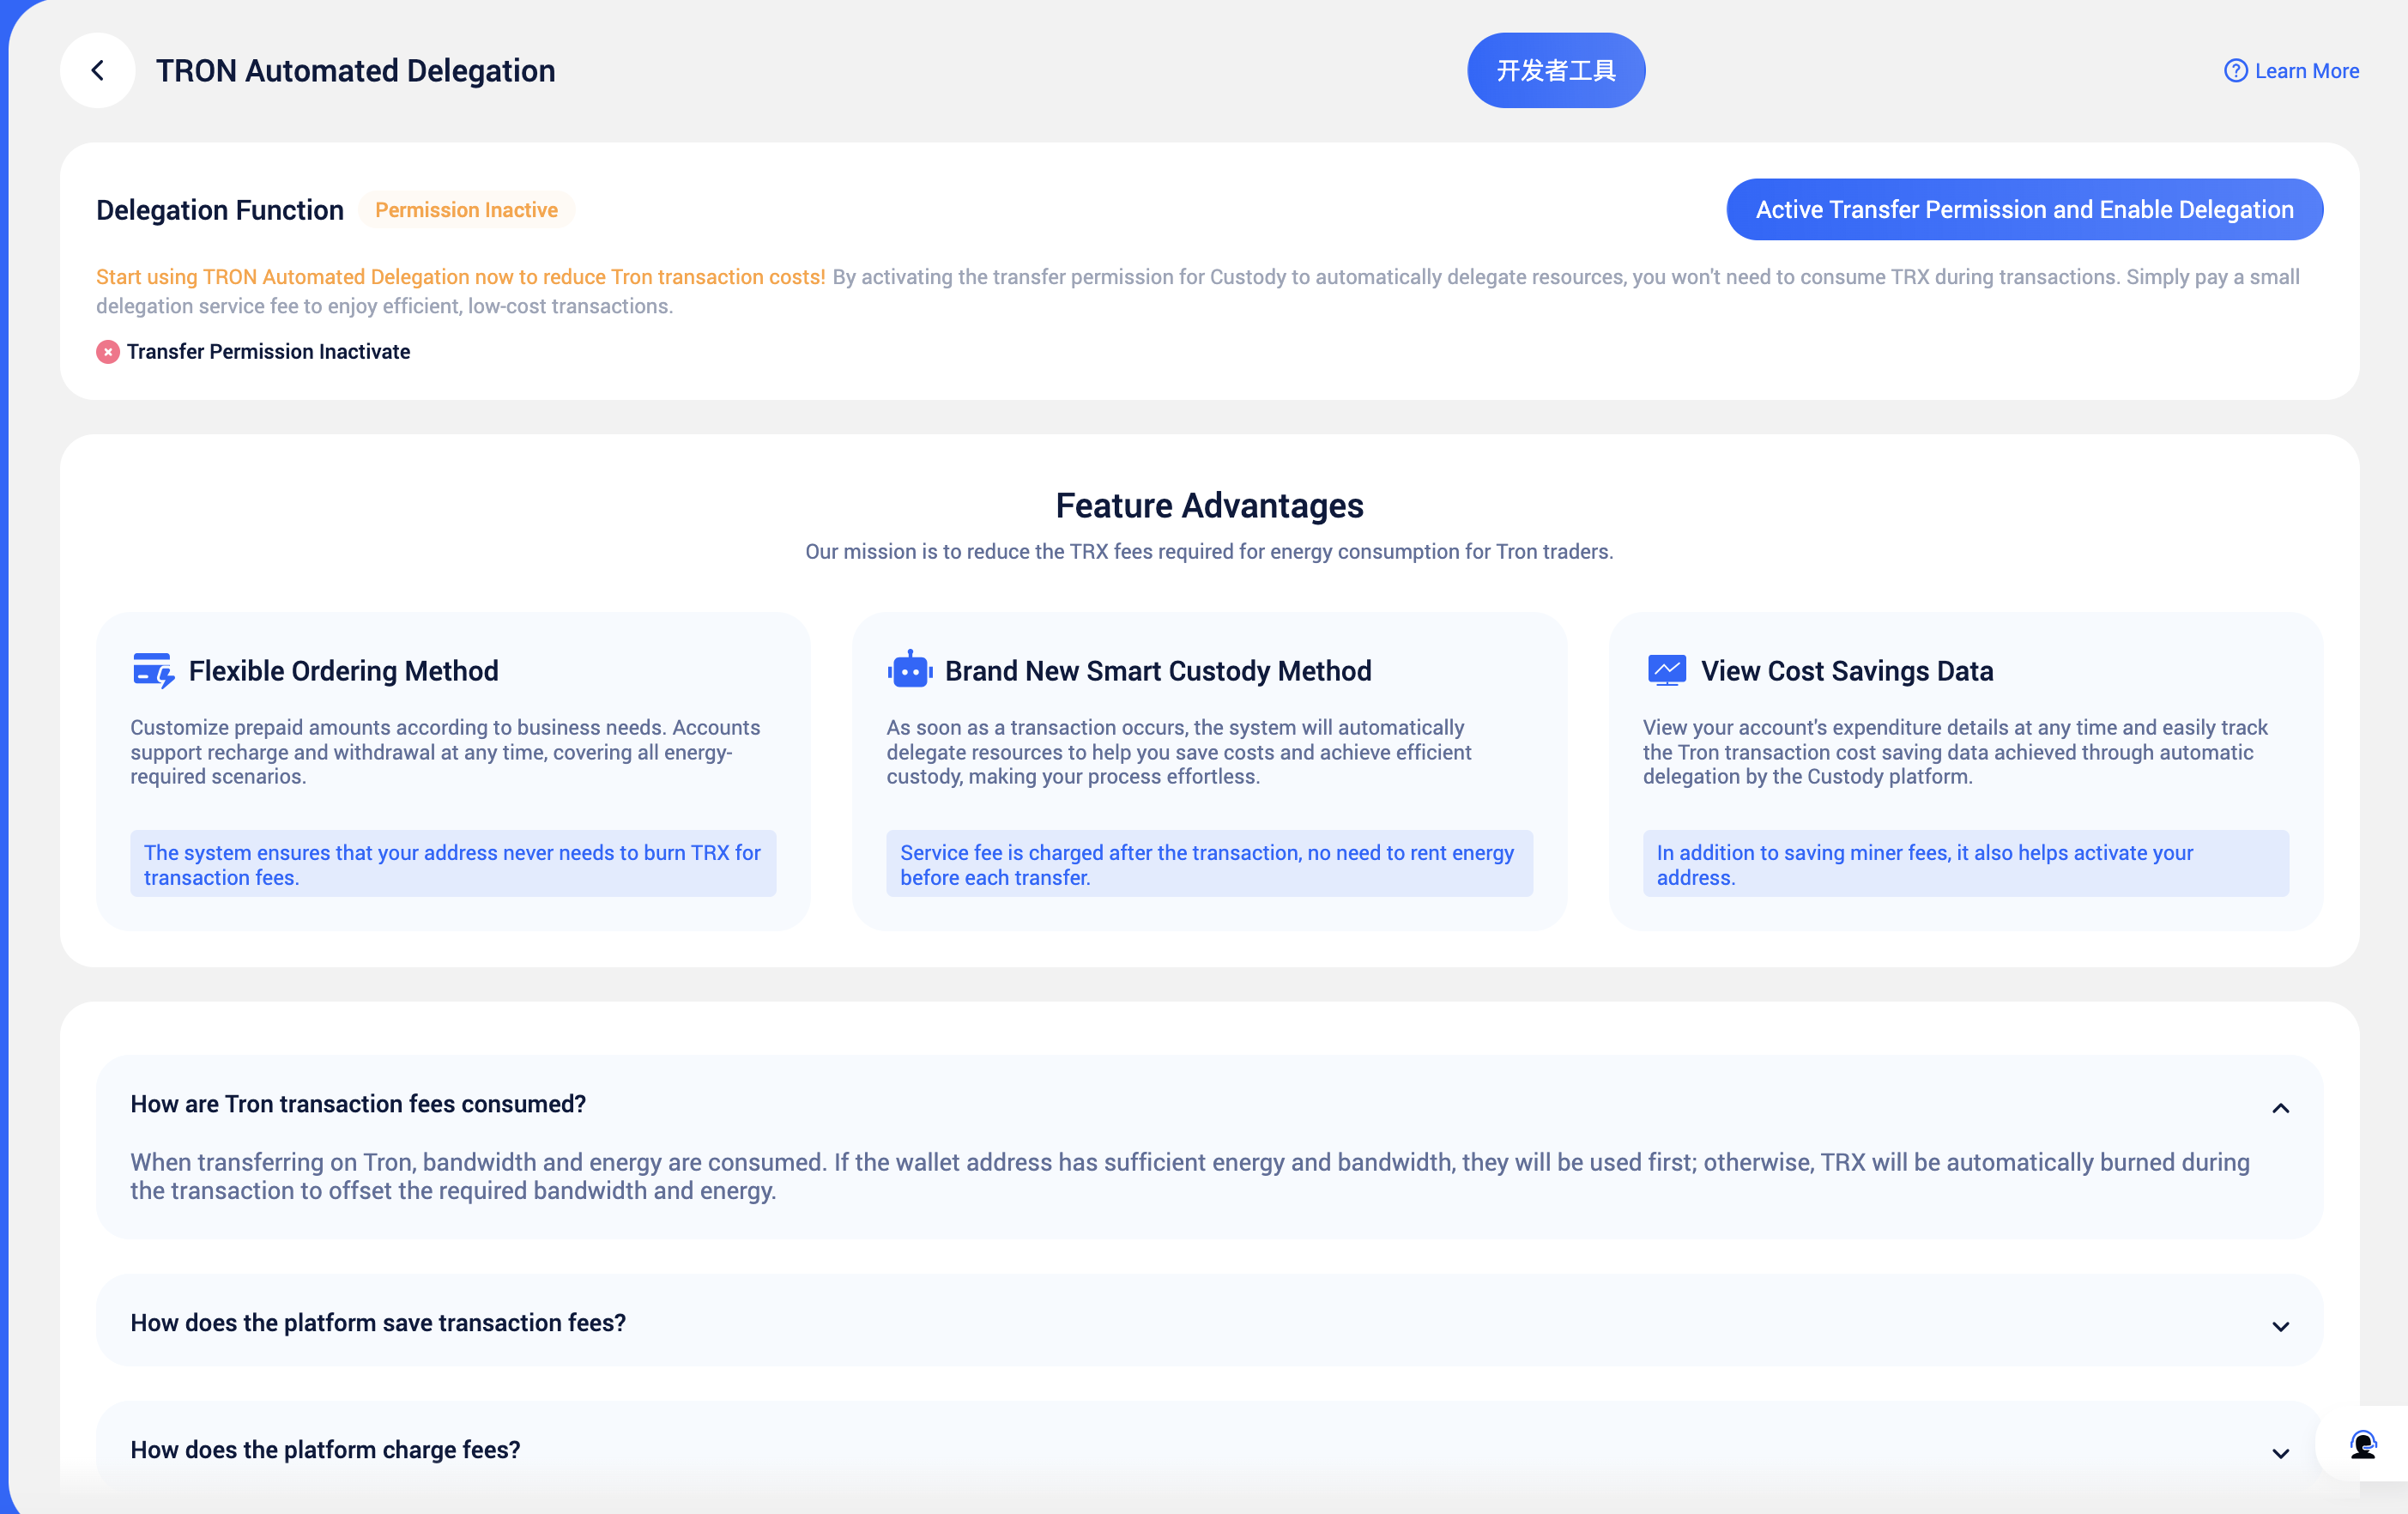 TRON Automated Delegation
开发者工具
Learn More
Delegation Function
Permission Inactive
Active Transfer Permission and Enable Delegation
Start using TRON Automated Delegation now to reduce Tron transaction costs! By activating the transfer permission for Custody to automatically delegate resources, you won't need to consume TRX during transactions. Simply pay a small
delegation service fee to enjoy efficient, low-cost transactions.
Transfer Permission Inactivate
Feature Advantages
Our mission is to reduce the TRX fees required for energy consumption for Tron traders.
Flexible Ordering Method
Customize prepaid amounts according to business needs. Accounts
support recharge and withdrawal at any time, covering all energy-
required scenarios.
The system ensures that your address never needs to burn TRX for
transaction fees.
Brand New Smart Custody Method
As soon as a transaction occurs, the system will automatically
delegate resources to help you save costs and achieve efficient
custody, making your process effortless.
Service fee is charged after the transaction, no need to rent energy
before each transfer.
View Cost Savings Data
View your account's expenditure details at any time and easily track
the Tron transaction cost saving data achieved through automatic
delegation by the Custody platform.
In addition to saving miner fees, it also helps activate your
address.
How are Tron transaction fees consumed?
When transferring on Tron, bandwidth and energy are consumed. If the wallet address has sufficient energy and bandwidth, they will be used first; otherwise, TRX will be automatically burned during
the transaction to offset the required bandwidth and energy.
How does the platform save transaction fees?
How does the platform charge fees?